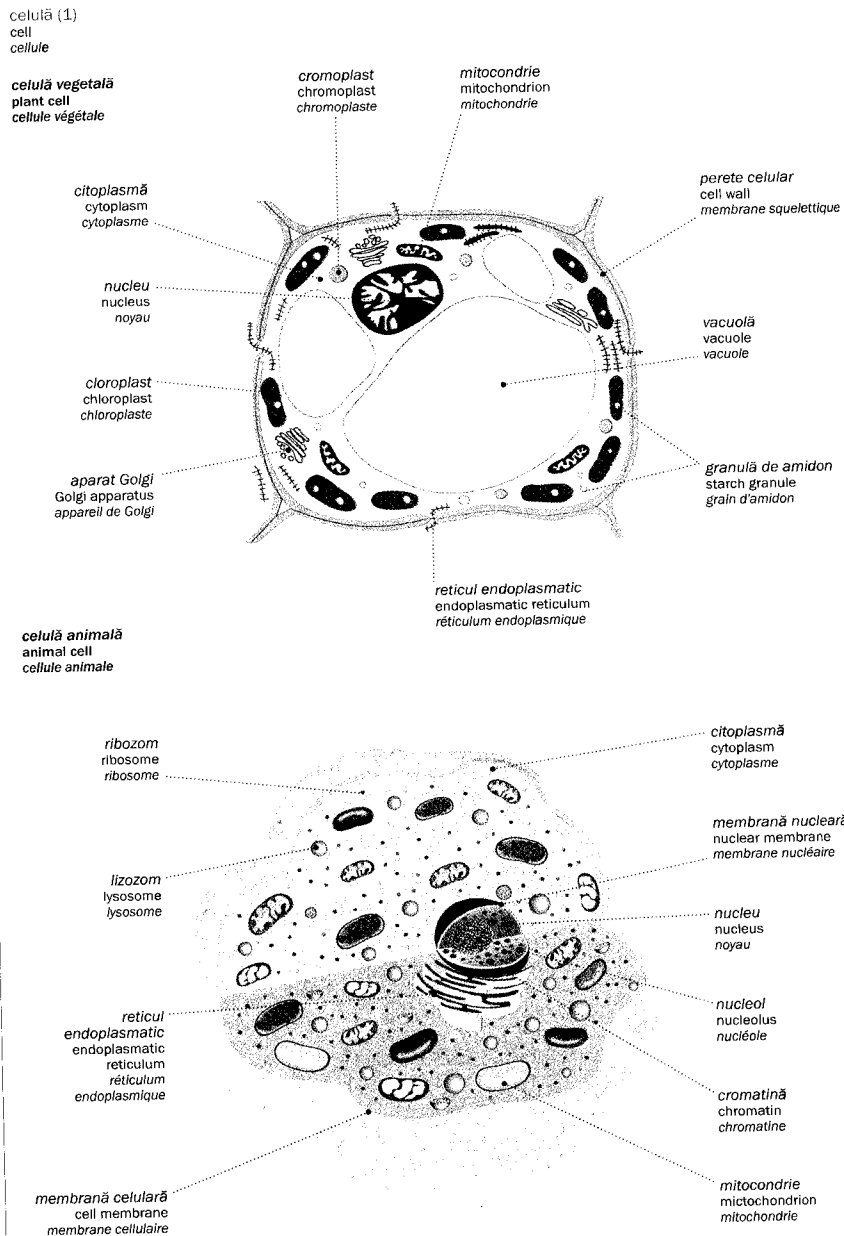 celulă (1)
cell
cellule
celulă vegetală
plant cell
cellule végétale
cromoplast
chromoplast
chromoplaste
mitocondrie
mitochondrion
mitochondrie
citoplasmă
cytoplasm
cytoplasme
perete celular
cell wall
membrane squelettique
nucleu
nucleus
noyau
vacuolă
vacuole
vacuole
cloroplast
chloroplast
chloroplaste
aparat Golgi
Golgi apparatus
appareil de Golgi
granulă de amidon
starch granule
grain d'amidon
reticul endoplasmatic
endoplasmatic reticulum
réticulum endoplasmique
celulă animală
animal cell
cellule animale
ribozom
ribosome
ribosome
citoplasmă
cytoplasm
cytoplasme
membrană nucleară
nuclear membrane
membrane nucléaire
lizozom
lysosome
lysosome
nucleu
nucleus
noyau
reticul
endoplasmatic
endoplasmatic
reticulum
réticulum
endoplasmique
nucleol
nucleolus
nucléole
cromatină
chromatin
chromatine
membrană celulară
cell membrane
membrane cellulaire
mitocondrie
mictochondrion
mitochondrie